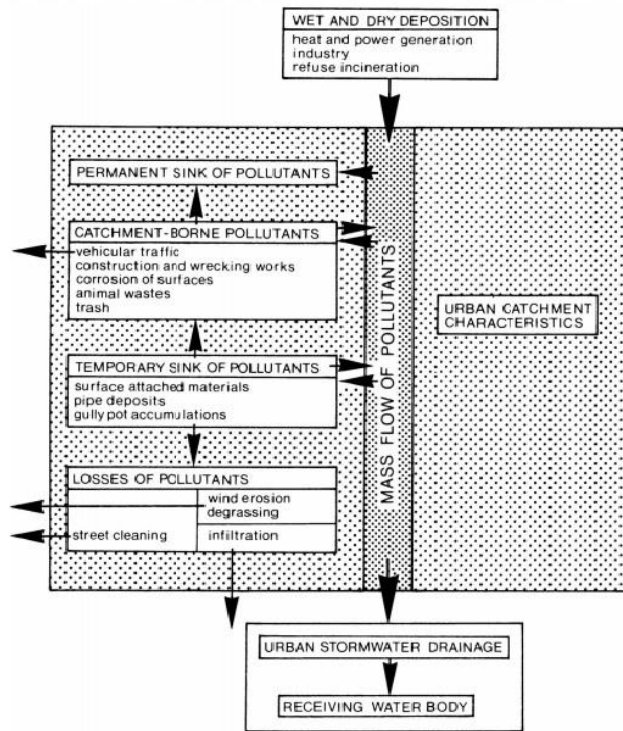 WET AND DRY DEPOSITION
heat and power generation
industry
refuse incineration
PERMANENT SINK OF POLLUTANTS
CATCHMENT-BORNE POLLUTANTS
vehicular traffic
construction and wrecking works
corrosion of surfaces
animal wastes
trash
TEMPORARY SINK OF POLLUTANTS
surface attached materials
pipe deposits
gully pot accumulations
LOSSES OF POLLUTANTS
wind erosion
degrassing
street cleaning
infiltration
MASS FLOW OF POLLUTANTS
URBAN CATCHMENT
CHARACTERISTICS
URBAN STORMWATER DRAINAGE
RECEIVING WATER BODY